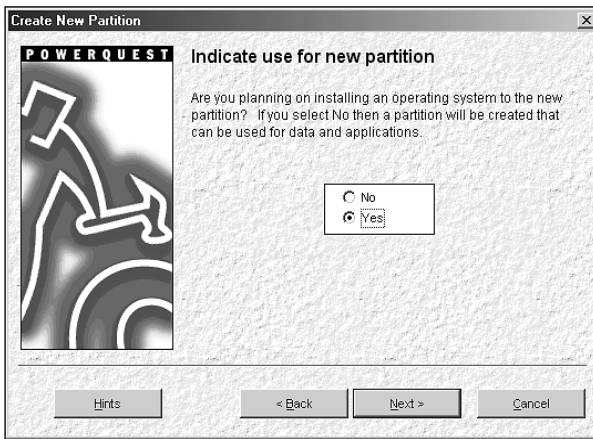 Create New Partition
POWERQUEST
Indicate use for new partition
Are you planning on installing an operating system to the new
partition? If you select No then a partition will be created that
can be used for data and applications.
No
Yes
Hints
< Back
Next >
Cancel